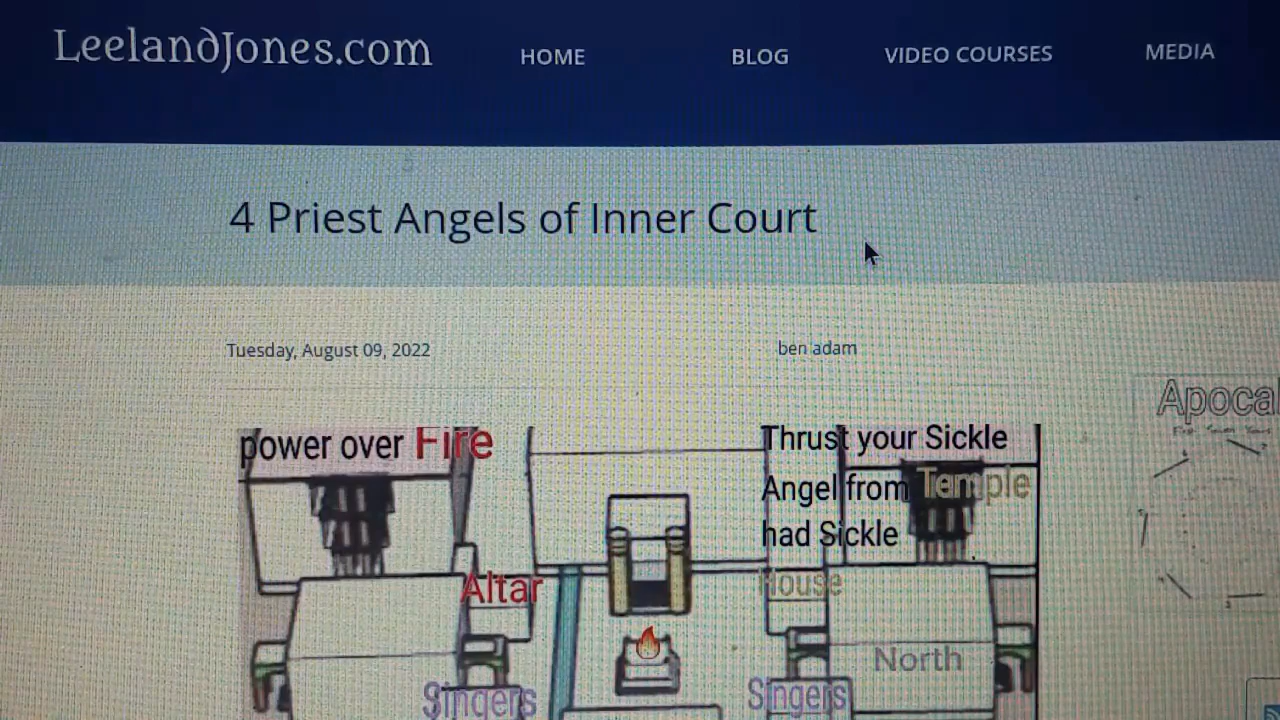 LeelandJones.com
HOME
BLOG
VIDEO COURSES
MEDIA
4 Priest Angels of Inner Court
Tuesday, August 09, 2022
ben adam
power over Fire
Thrust your Sickle
Angel from Temple
had Sickle
Altar
House
North
Singers
Singers
Apoca